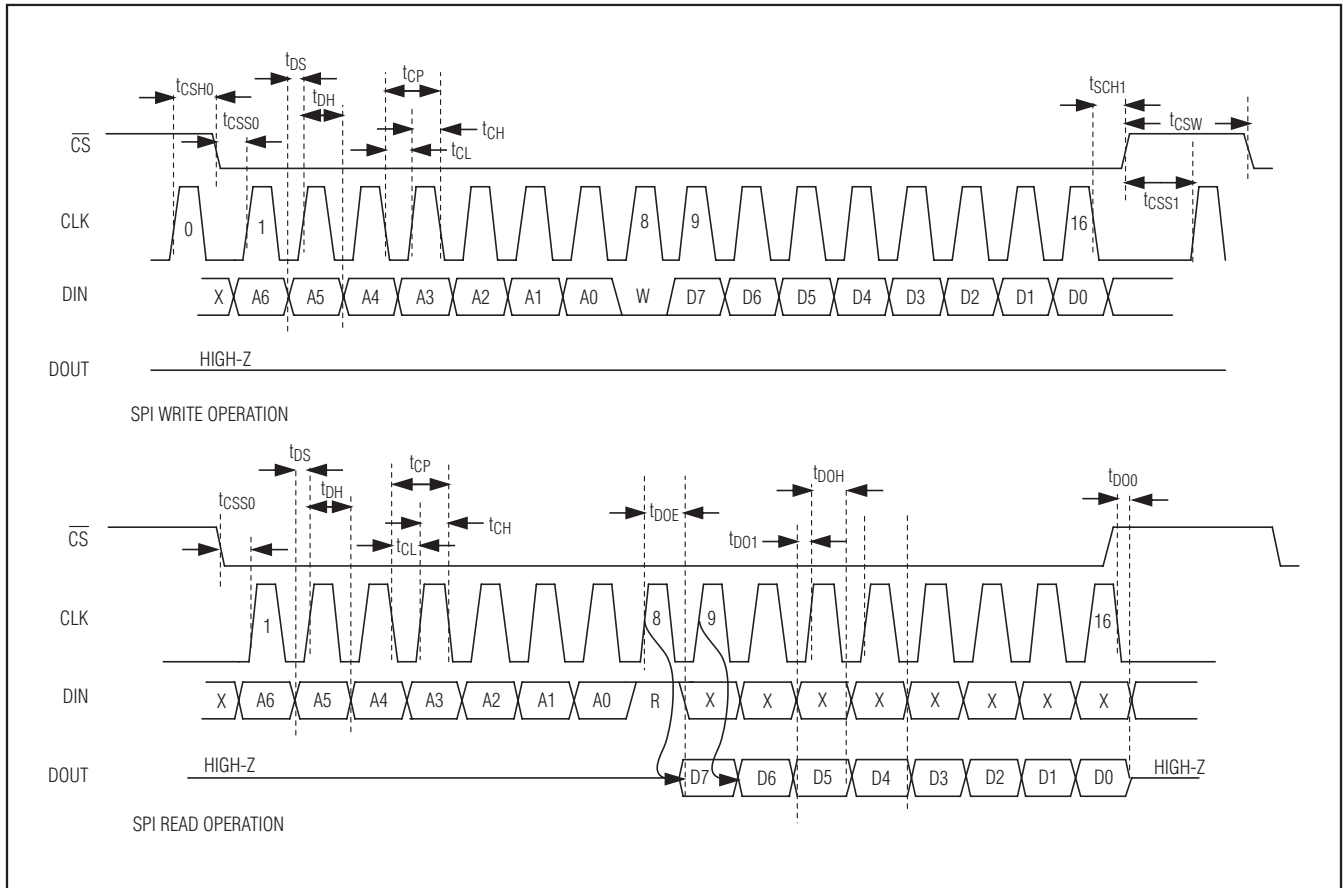 tDS
tCP
tSCH1
tCSH0
tDH
tCSS0
tCSW
tCH
CS
tCL
tCSS1
CLK
0
1
8
9
16
DIN
X A6 A5 A4 A3 A2 A1 A0 W D7 D6 D5 D4 D3 D2 D1 D0
DOUT
HIGH-Z
SPI WRITE OPERATION
tDS
tCP
tDOH
tDO0
tCSS0
tDH
tDOE
tCH
CS
tCL
tDO1
CLK
1
8
9
16
DIN
X A6 A5 A4 A3 A2 A1 A0 R X X X X X X X X
DOUT
HIGH-Z
D7 D6 D5 D4 D3 D2 D1 D0
HIGH-Z
SPI READ OPERATION